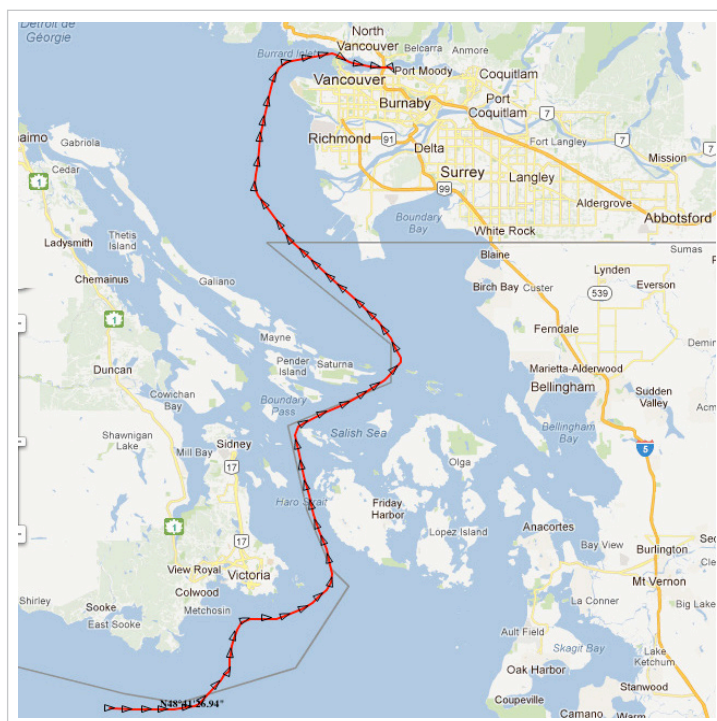 Détroit de
Géorgie
North
Vancouver
Belcarra
Anmore
Burrard Inlet
Port Moody
Coquitlam
Vancouver
Burnaby
Port
Coquitlam
7
Richmond
91
Fort Langley
7
7
Gabriola
Delta
Mission
Cedar
1
Surrey
Langley
99
Aldergrove
Abbotsford
Thetis
Island
Boundary
Bay
White Rock
Ladysmith
Sumas
Blaine
Chemainus
Galiano
Lynden
Birch Bay
Custer
539
Everson
1
Mayne
Ferndale
Pender
Island
Saturna
Duncan
Marietta-Alderwood
Bellingham
Cowichan
Bay
Boundary
Pass
Sudden
Valley
Shawnigan
Lake
Sidney
Salish Sea
Bellingham
Bay
Mill Bay
17
Olga
5
Haro Strait
Friday
Harbor
1
Lopez Island
Anacortes
17
Bay View
Burlington
View Royal
Victoria
Mt Vernon
Colwood
Shirley
Sooke
Metchosin
La Conner
Big Lake
East Sooke
Ault Field
Skagit Bay
Oak Harbor
Lake
Ketchum
Stanwood
N48°41'26.94"
Coupeville
Camano